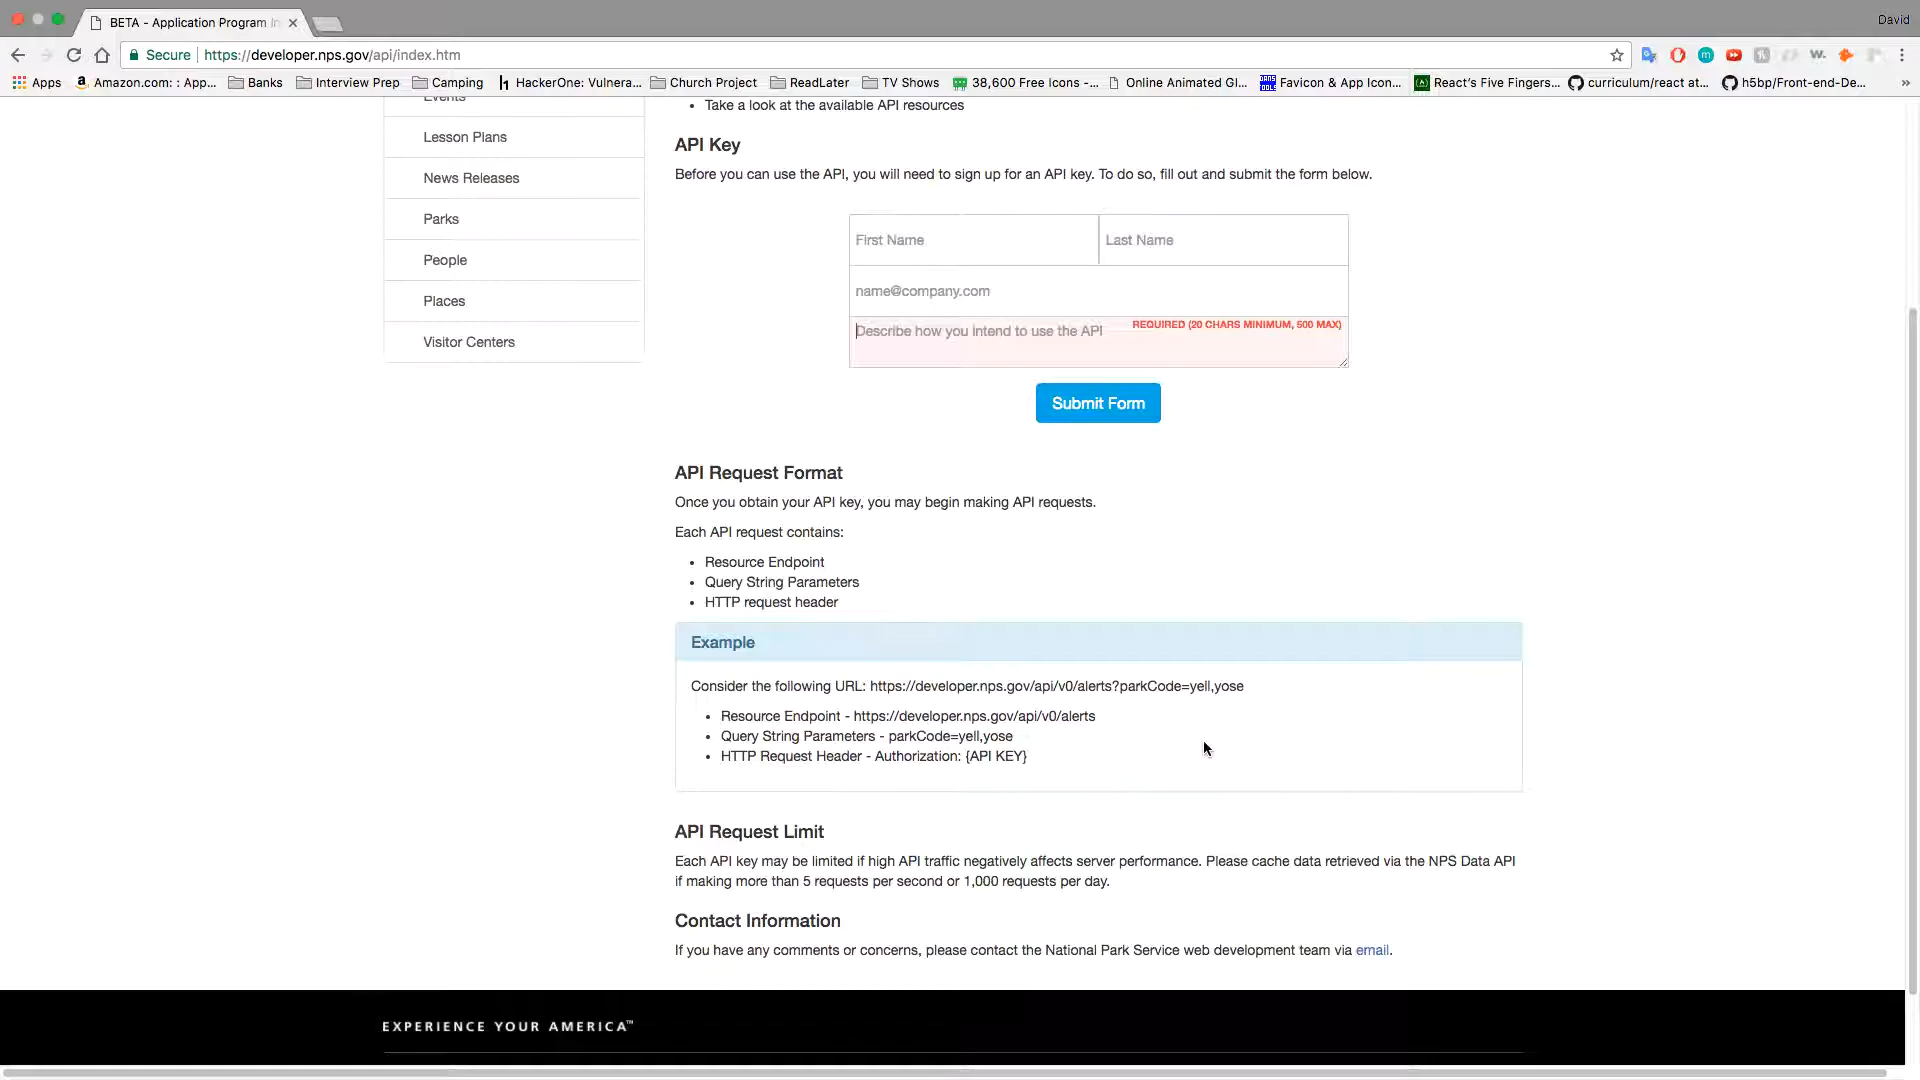 BETA - Application Program In
David
Secure
https://developer.nps.gov/api/index.htm
Apps
Amazon.com: : App...
Banks
Interview Prep
Camping
HackerOne: Vulnera...
Church Project
ReadLater
TV Shows
38,600 Free Icons -...
Online Animated GI...
Favicon & App Icon...
React's Five Fingers...
curriculum/react at...
h5bp/Front-end-De...
»
Events
Lesson Plans
News Releases
Parks
People
Places
Visitor Centers
• Take a look at the available API resources
API Key
Before you can use the API, you will need to sign up for an API key. To do so, fill out and submit the form below.
First Name
Last Name
name@company.com
Describe how you intend to use the API
REQUIRED (20 CHARS MINIMUM, 500 MAX)
Submit Form
API Request Format
Once you obtain your API key, you may begin making API requests.
Each API request contains:
• Resource Endpoint
• Query String Parameters
• HTTP request header
Example
Consider the following URL: https://developer.nps.gov/api/v0/alerts?parkCode=yell,yose
• Resource Endpoint - https://developer.nps.gov/api/v0/alerts
• Query String Parameters - parkCode=yell,yose
• HTTP Request Header - Authorization: {API KEY}
API Request Limit
Each API key may be limited if high API traffic negatively affects server performance. Please cache data retrieved via the NPS Data API
if making more than 5 requests per second or 1,000 requests per day.
Contact Information
If you have any comments or concerns, please contact the National Park Service web development team via email.
EXPERIENCE YOUR AMERICA™